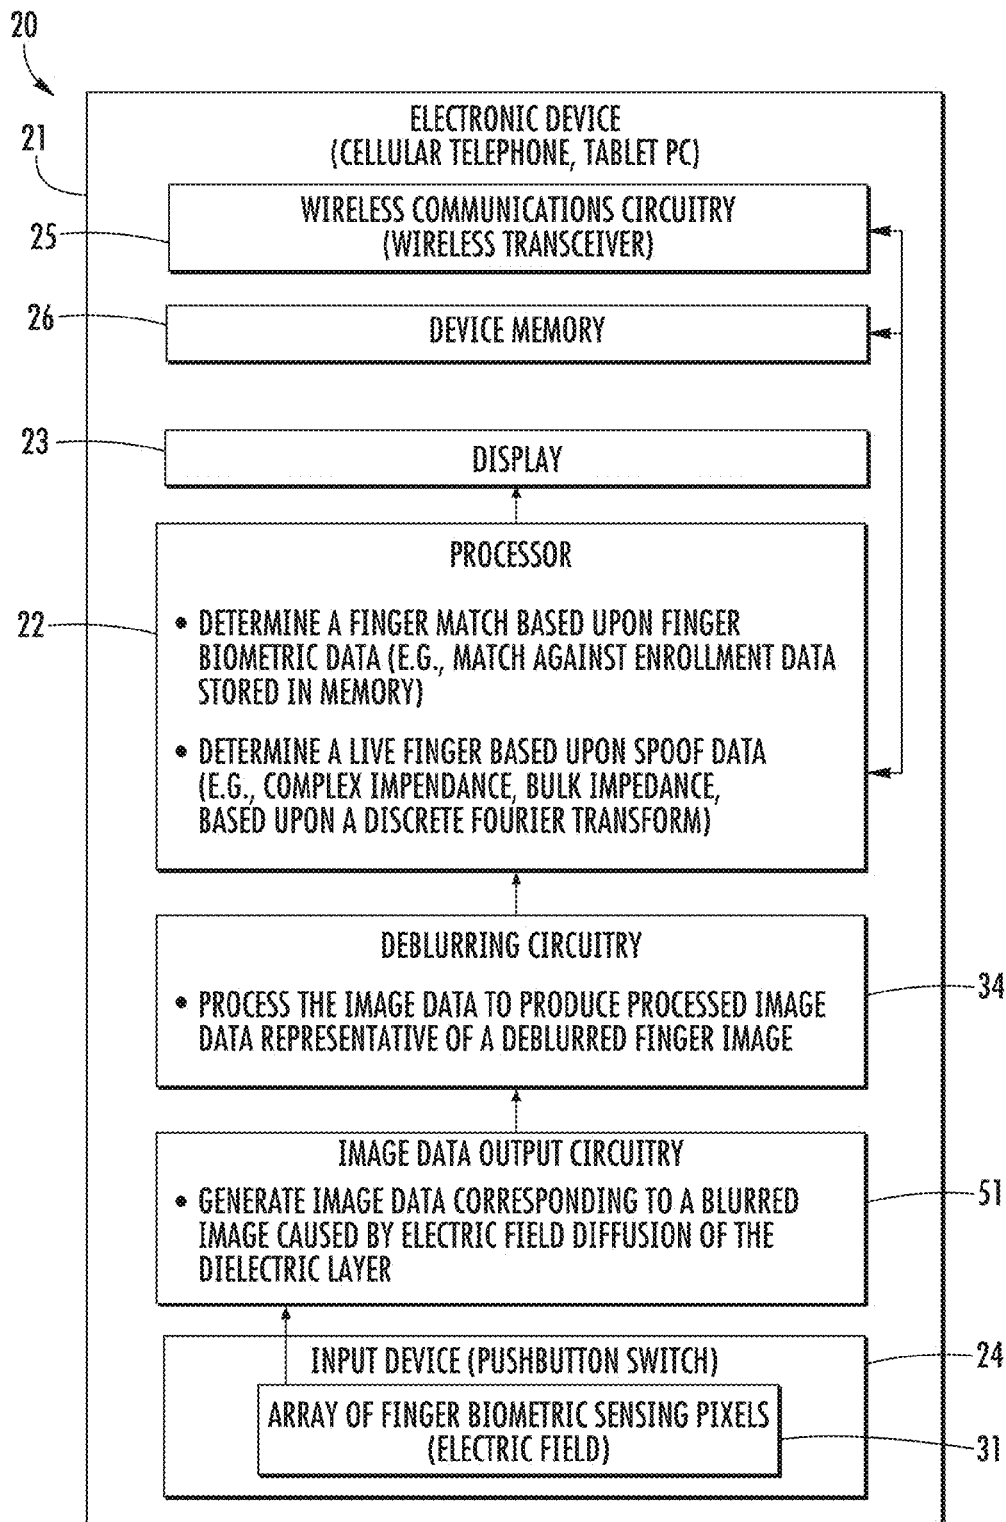 20
21
ELECTRONIC DEVICE
(CELLULAR TELEPHONE, TABLET PC)
25
WIRELESS COMMUNICATIONS CIRCUITRY
(WIRELESS TRANSCEIVER)
26
DEVICE MEMORY
23
DISPLAY
22
PROCESSOR
• DETERMINE A FINGER MATCH BASED UPON FINGER
BIOMETRIC DATA (E.G., MATCH AGAINST ENROLLMENT DATA
STORED IN MEMORY)
• DETERMINE A LIVE FINGER BASED UPON SPOOF DATA
(E.G., COMPLEX IMPENDANCE, BULK IMPEDANCE,
BASED UPON A DISCRETE FOURIER TRANSFORM)
DEBLURRING CIRCUITRY
34
• PROCESS THE IMAGE DATA TO PRODUCE PROCESSED IMAGE
DATA REPRESENTATIVE OF A DEBLURRED FINGER IMAGE
IMAGE DATA OUTPUT CIRCUITRY
51
• GENERATE IMAGE DATA CORRESPONDING TO A BLURRED
IMAGE CAUSED BY ELECTRIC FIELD DIFFUSION OF THE
DIELECTRIC LAYER
INPUT DEVICE (PUSHBUTTON SWITCH)
24
ARRAY OF FINGER BIOMETRIC SENSING PIXELS
(ELECTRIC FIELD)
31